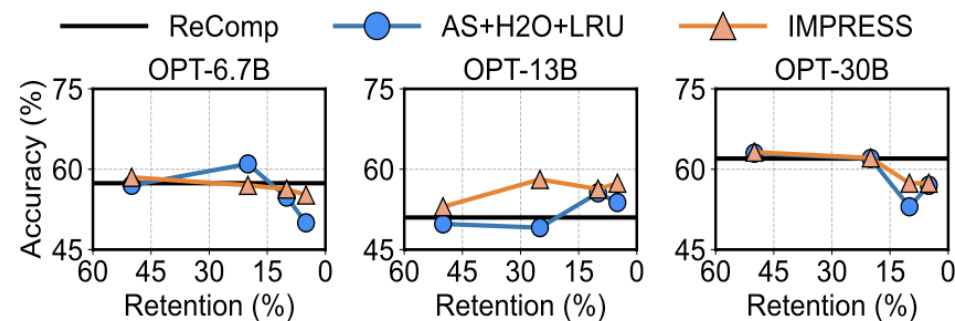 ReComp AS+H2O+LRU IMPRESS
OPT-6.7B OPT-13B OPT-30B
Accuracy (%)
75 75 75
60 60 60
45 45 45
60 45 30 15 0 60 45 30 15 0 60 45 30 15 0
Retention (%) Retention (%) Retention (%)